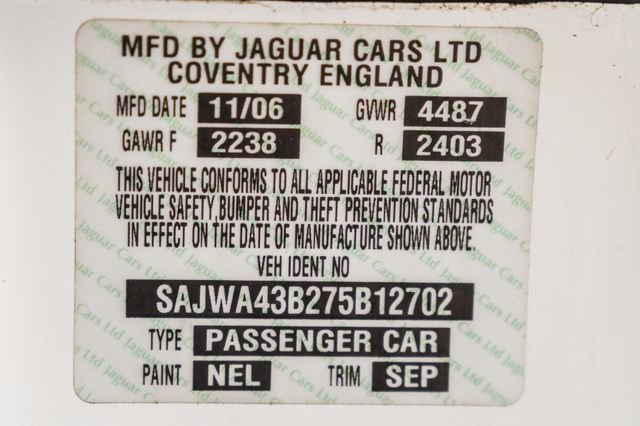 MFD BY JAGUAR CARS LTD
COVENTRY ENGLAND
MFD DATE 11/06 GVWR 4487
GAWR F 2238 R 2403
THIS VEHICLE CONFORMS TO ALL APPLICABLE FEDERAL MOTOR
VEHICLE SAFETY, BUMPER AND THEFT PREVENTION STANDARDS
IN EFFECT ON THE DATE OF MANUFACTURE SHOWN ABOVE.
VEH IDENT NO
SAJWA43B275B12702
TYPE PASSENGER CAR
PAINT NEL TRIM SEP